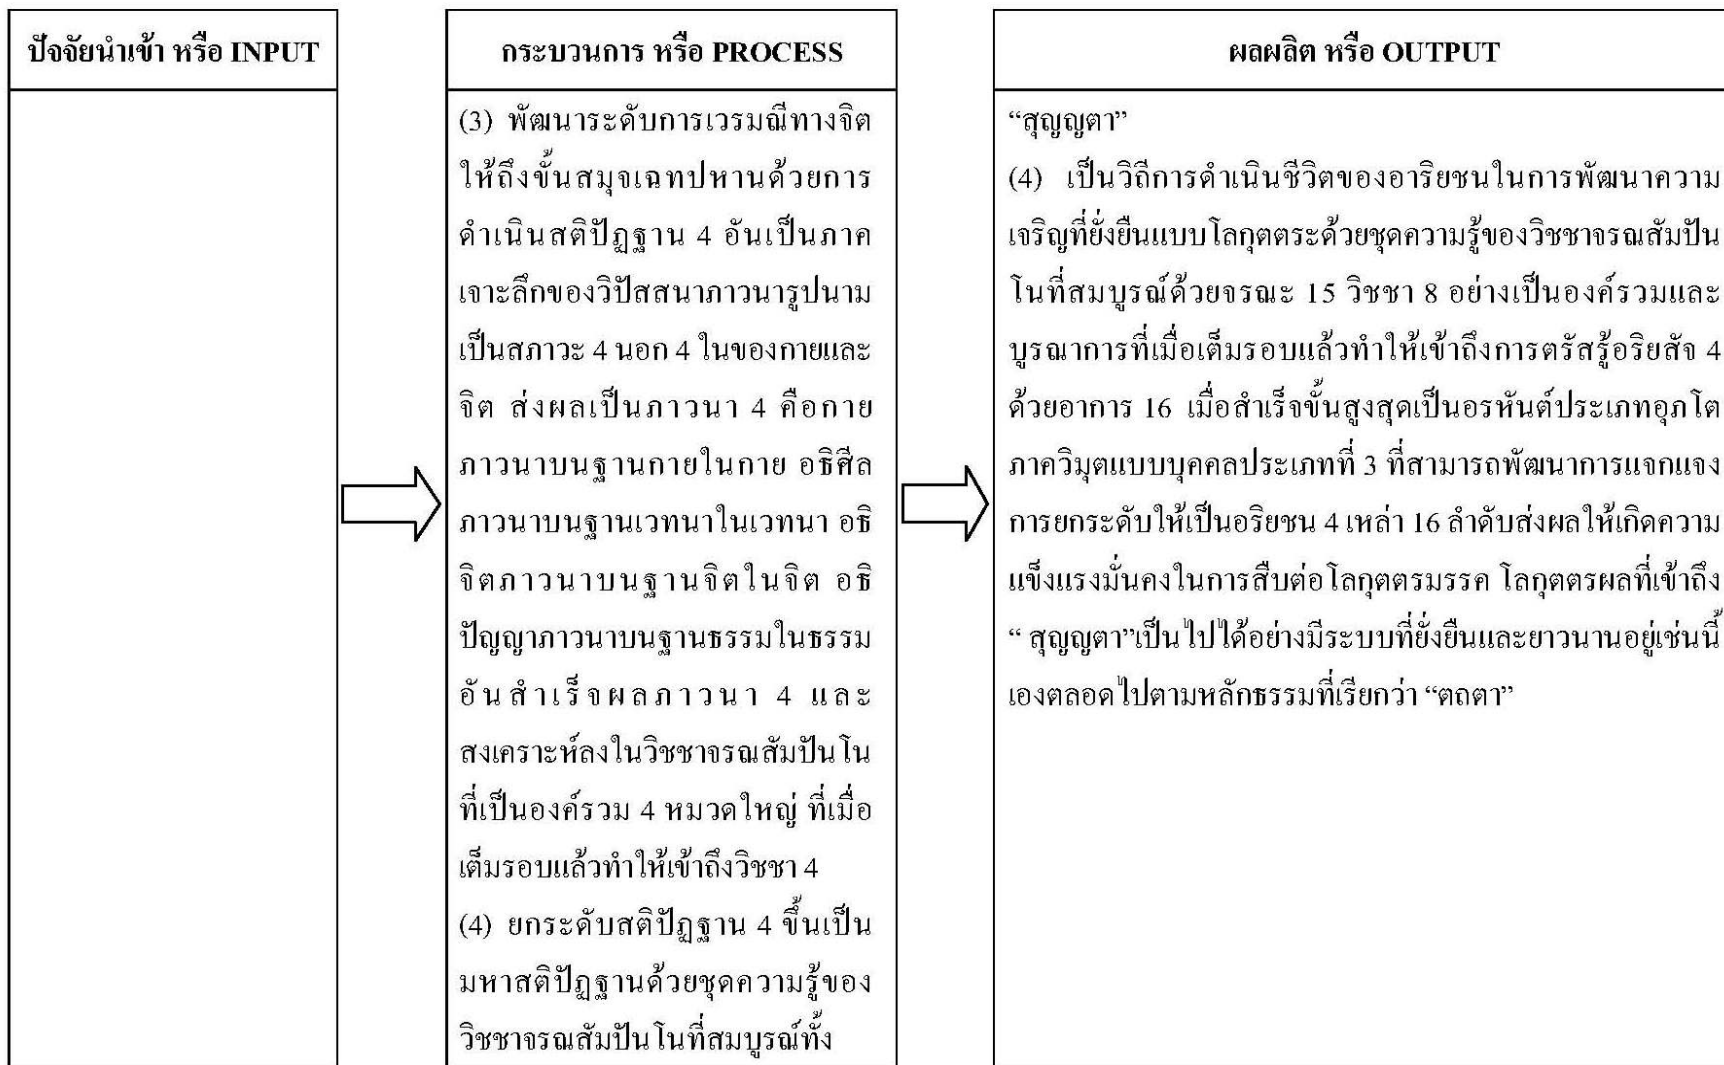 ปัจจัยนำเข้า หรือ INPUT
กระบวนการ หรือ PROCESS
(3) พัฒนาระดับการเวรมณีทางจิต
ให้ถึงขั้นสมุจเฉทปหานด้วยการ
ดำเนินสติปัฏฐาน 4 อันเป็นภาค
เจาะลึกของวิปัสสนาภาวนารูปนาม
เป็นสภาวะ 4 นอก 4 ในของกายและ
จิต ส่งผลเป็นภาวนา 4 คือกาย
ภาวนาบนฐานกายในกาย อธิศีล
ภาวนาบนฐานเวทนาในเวทนา อธิ
จิตภาวนาบนฐานจิตในจิต อธิ
ปัญญาภาวนาบนฐานธรรมในธรรม
อันสำเร็จผลภาวนา 4 และ
สงเคราะห์ลงในวิชชาจรณสัมปันโน
ที่เป็นองค์รวม 4 หมวดใหญ่ ที่เมื่อ
เต็มรอบแล้วทำให้เข้าถึงวิชชา 4
(4) ยกระดับสติปัฏฐาน 4 ขึ้นเป็น
มหาสติปัฏฐานด้วยชุดความรู้ของ
วิชชาจรณสัมปันโนที่สมบูรณ์ทั้ง
ผลผลิต หรือ OUTPUT
“สุญญตา”
(4) เป็นวิถีการดำเนินชีวิตของอาริยชนในการพัฒนาความ
เจริญที่ยั่งยืนแบบโลกุตตระด้วยชุดความรู้ของวิชชาจรณสัมปัน
โนที่สมบูรณ์ด้วยจรณะ 15 วิชชา 8 อย่างเป็นองค์รวมและ
บูรณาการที่เมื่อเต็มรอบแล้วทำให้เข้าถึงการตรัสรู้อริยสัจ 4
ด้วยอาการ 16 เมื่อสำเร็จขั้นสูงสุดเป็นอรหันต์ประเภทอุภโต
ภาควิมุตแบบบุคคลประเภทที่ 3 ที่สามารถพัฒนาการแจกแจง
การยกระดับให้เป็นอริยชน 4 เหล่า 16 ลำดับส่งผลให้เกิดความ
แข็งแรงมั่นคงในการสืบต่อโลกุตตรมรรค โลกุตตรผลที่เข้าถึง
“ สุญญตา”เป็นไปได้อย่างมีระบบที่ยั่งยืนและยาวนานอยู่เช่นนี้
เองตลอดไปตามหลักธรรมที่เรียกว่า “ตถตา”